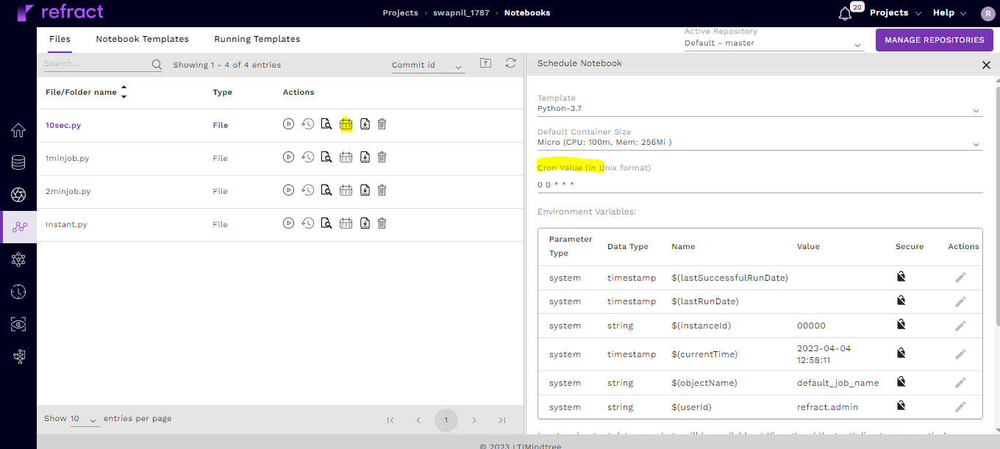 refract
Projects › swapnil_1787 › Notebooks
20
Projects
Help
R
Files
Notebook Templates
Running Templates
Active Repository
Default - master
MANAGE REPOSITORIES
Search...
Showing 1 - 4 of 4 entries
Commit id
File/Folder name
Type
Actions
10sec.py
File
1minjob.py
File
2minjob.py
File
Instant.py
File
Show 10 entries per page
1
Schedule Notebook
Template
Python-3.7
Default Container Size
Micro (CPU: 100m, Mem: 256Mi )
Cron Value (in Unix format)
0 0 * * *
Environment Variables:
Parameter Type
Data Type
Name
Value
Secure
Actions
system timestamp $(lastSuccessfulRunDate)
system timestamp $(lastRunDate)
system string $(instanceId) 00000
system timestamp $(currentTime) 2023-04-04 12:58:11
system string $(objectName) default_job_name
system string $(userId) refract.admin
© 2023 LTIMindtree